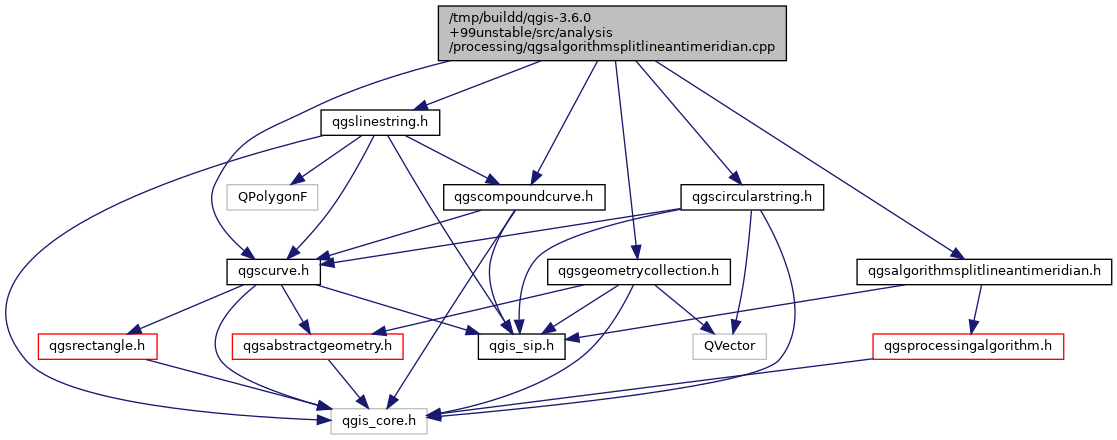 /tmp/buildd/qgis-3.6.0
+99unstable/src/analysis
/processing/qgsalgorithmsplitlineantimeridian.cpp
qgslinestring.h
QPolygonF
qgscompoundcurve.h
qgscircularstring.h
qgscurve.h
qgsgeometrycollection.h
qgsalgorithmsplitlineantimeridian.h
qgsrectangle.h
qgsabstractgeometry.h
qgis_sip.h
QVector
qgsprocessingalgorithm.h
qgis_core.h